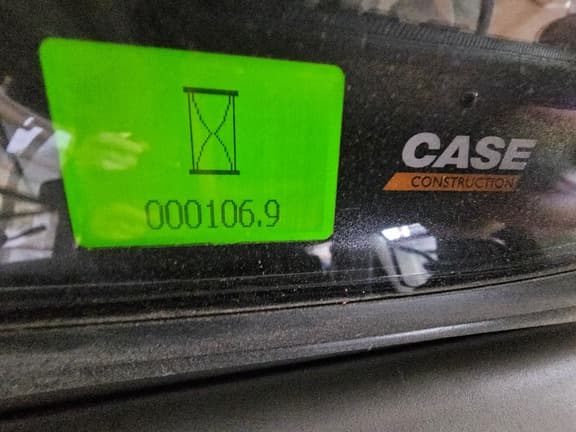 000106.9
CASE
CONSTRUCTION